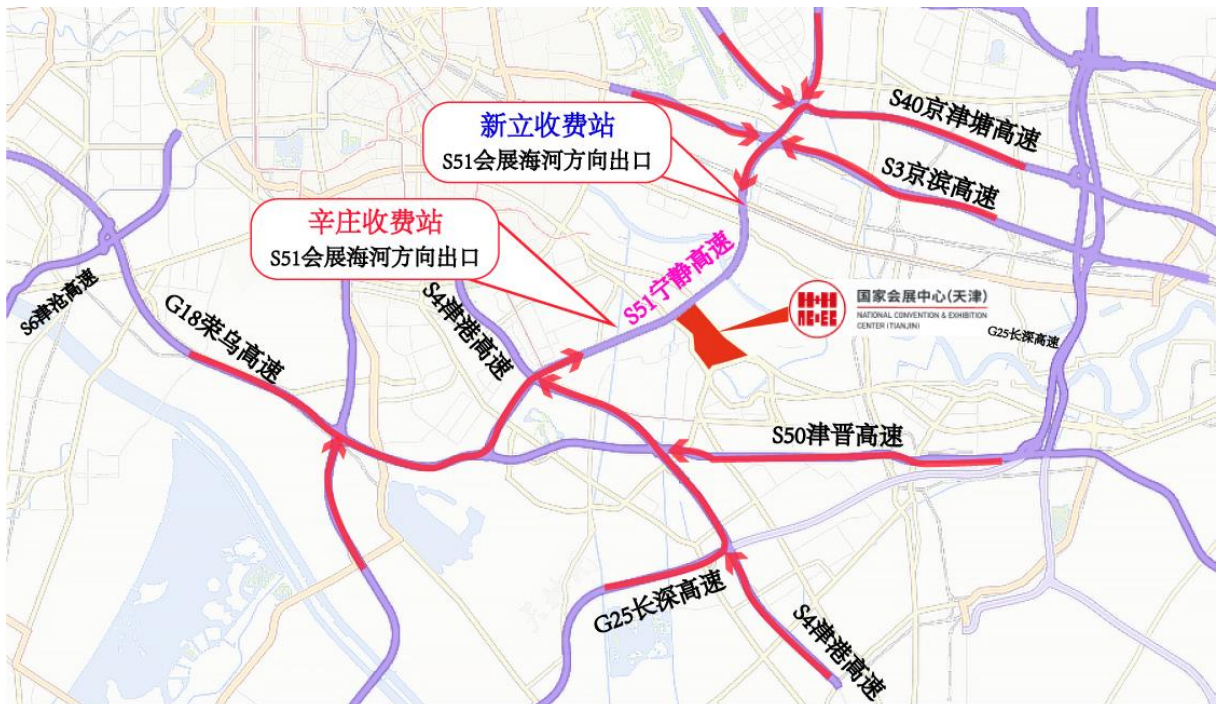 S40京津塘高速
新立收费站
S51会展海河方向出口
S3京滨高速
辛庄收费站
S51会展海河方向出口
S51宁静高速
S6津沧高速
G18荣乌高速
S4津港高速
国家会展中心(天津)
NATIONAL CONVENTION & EXHIBITION
CENTER (TIANJIN)
G25长深高速
S50津晋高速
G25长深高速
S4津港高速